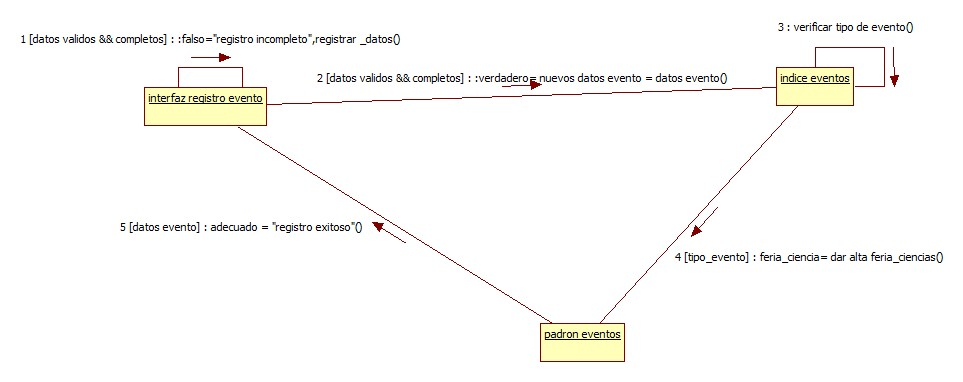 3 : verificar tipo de evento()
1 [datos validos && completos] : :falso="registro incompleto",registrar _datos()
2 [datos validos && completos] : :verdadero= nuevos datos evento = datos evento()
indice eventos
interfaz registro evento
5 [datos evento] : adecuado = "registro exitoso"()
4 [tipo_evento] : feria_ciencia= dar alta feria_ciencias()
padron eventos